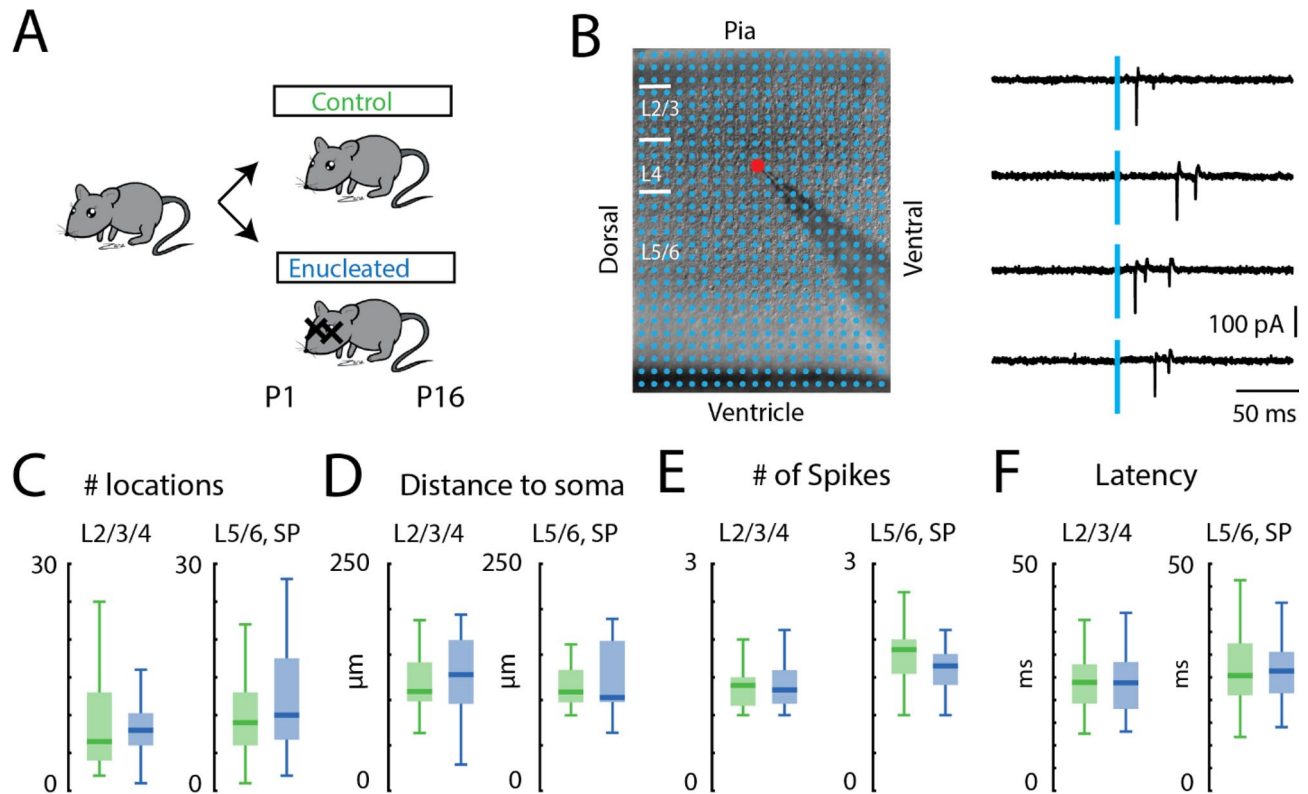 A
Control
Enucleated
P1 P16
B
Pia
L2/3
L4
L5/6
Dorsal
Ventral
Ventricle
100 pA
50 ms
C # locations
L2/3/4 L5/6, SP
30 30
0 0
D Distance to soma
L2/3/4 L5/6, SP
250 250
µm µm
0 0
E # of Spikes
L2/3/4 L5/6, SP
3 3
0 0
F Latency
L2/3/4 L5/6, SP
50 50
ms ms
0 0